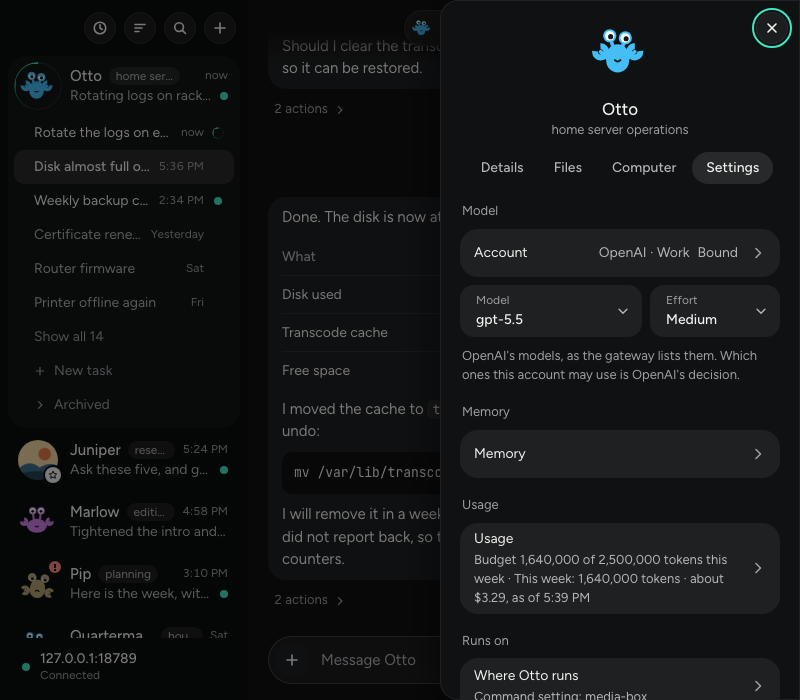 Otto
home ser...
now
Rotating logs on rack...
Rotate the logs on e...
now
Disk almost full o...
5:36 PM
Weekly backup c...
2:34 PM
Certificate rene...
Yesterday
Router firmware
Sat
Printer offline again
Fri
Show all 14
New task
Archived
Juniper
rese...
5:24 PM
Ask these five, and g...
Marlow
editi...
4:58 PM
Tightened the intro and...
Pip
planning
3:10 PM
Here is the week, wit...
Quarterma
hou
Sat
127.0.0.1:18789
Connected
Should I clear the
so it can be restored.
2 actions
Done. The disk is now
What
Disk used
Transcode cache
Free space
I moved the cache to
undo:
mv /var/lib/transco
I will remove it in a week
did not report back, so
counters.
2 actions
Message Otto
Otto
home server operations
Details
Files
Computer
Settings
Model
Account
OpenAI · Work Bound
Model
gpt-5.5
Effort
Medium
OpenAI's models, as the gateway lists them. Which
ones this account may use is OpenAI's decision.
Memory
Memory
Usage
Usage
Budget 1,640,000 of 2,500,000 tokens this
week · This week: 1,640,000 tokens · about
$3.29, as of 5:39 PM
Runs on
Where Otto runs
Command setting: media-box